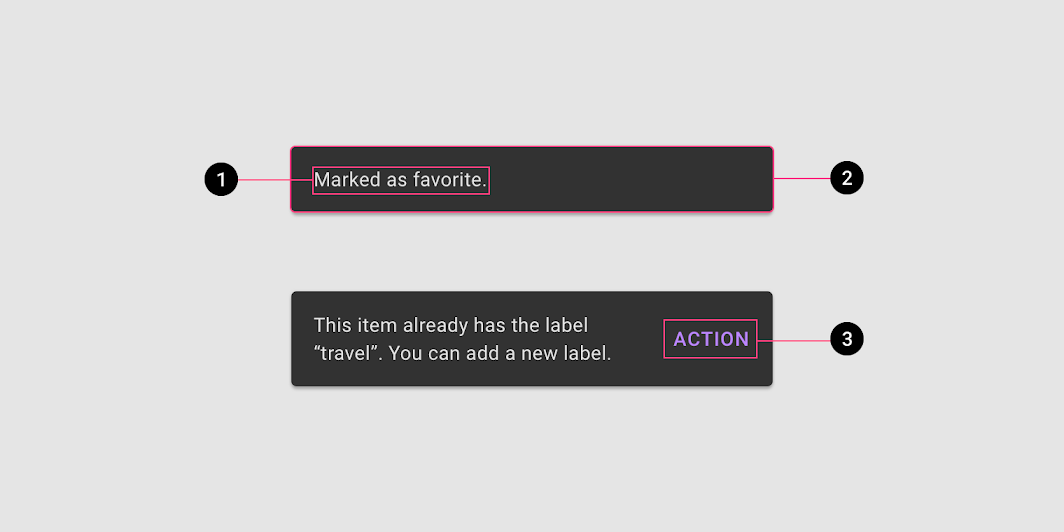 1
Marked as favorite.
2
This item already has the label
“travel”. You can add a new label.
ACTION
3